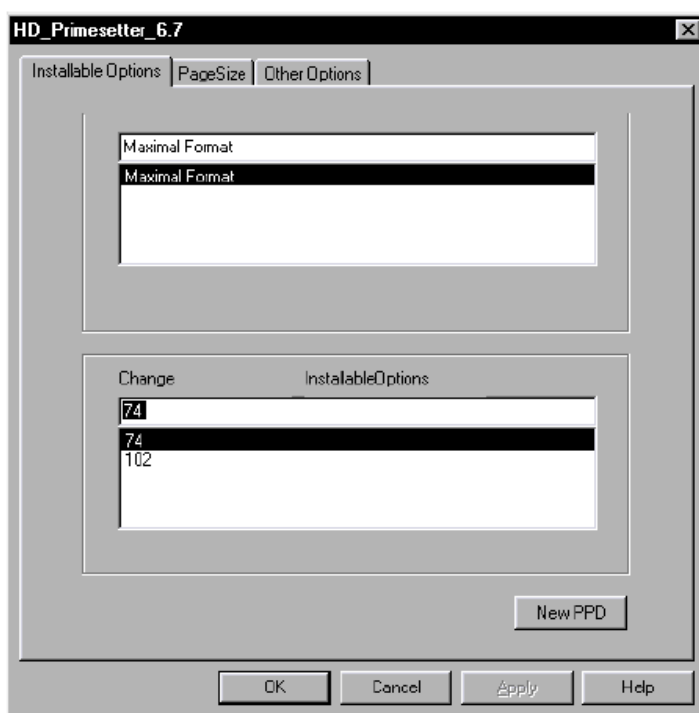 HD_Primesetter_6.7
Installable Options PageSize Other Options
Maximal Format
Maximal Format
Change InstallableOptions
74
74
102
New PPD
OK Cancel Apply Help